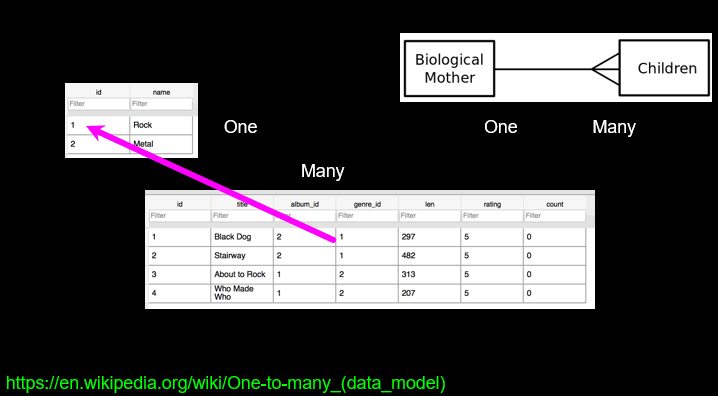 Biological
Mother
Children
One
Many
id name
Filter Filter
1 Rock
2 Metal
One
Many
id title album_id genre_id len rating count
Filter Filter Filter Filter Filter Filter Filter
1 Black Dog 2 1 297 5 0
2 Stairway 2 1 482 5 0
3 About to Rock 1 2 313 5 0
4 Who Made Who 1 2 207 5 0
https://en.wikipedia.org/wiki/One-to-many_(data_model)